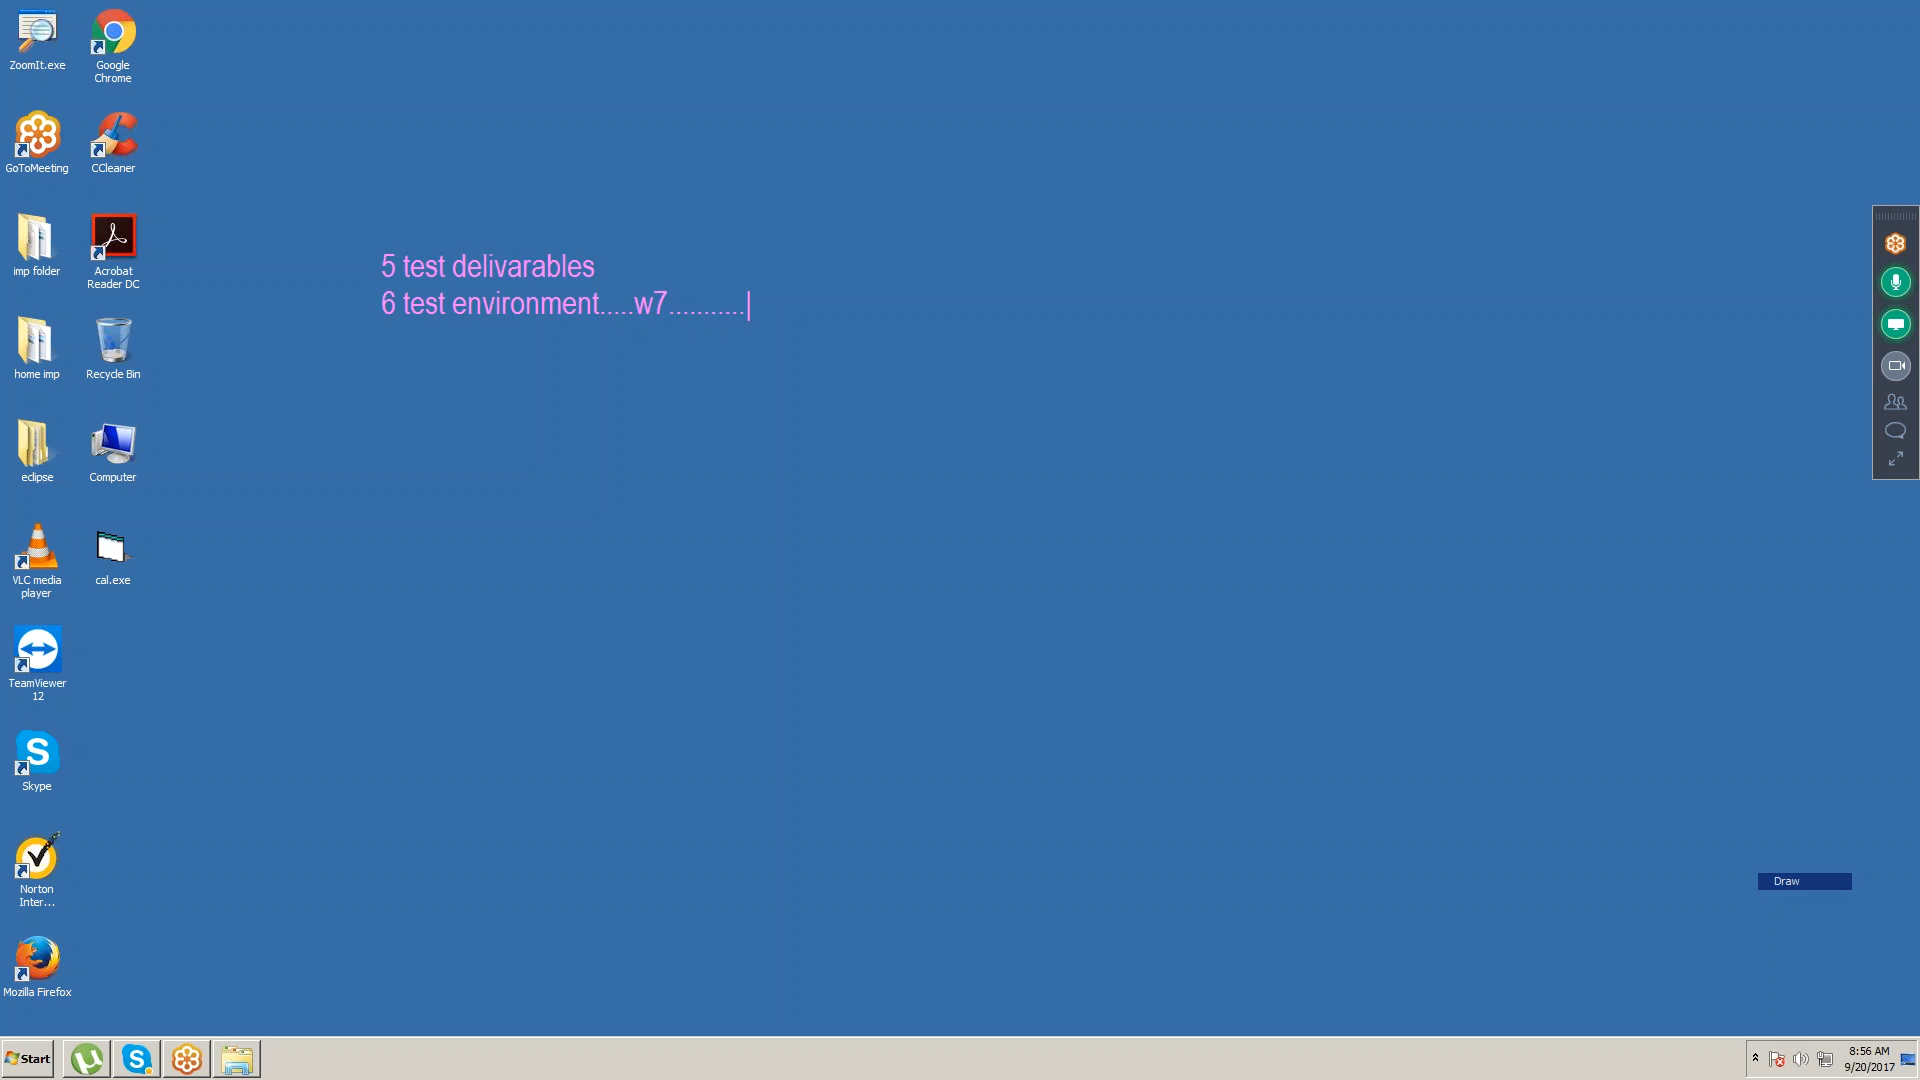 ZoomIt.exe
Google
Chrome
GoToMeeting
CCleaner
imp folder
Acrobat
Reader DC
home imp
Recycle Bin
eclipse
Computer
VLC media
player
cal.exe
TeamViewer
12
Skype
Norton
Inter...
Mozilla Firefox
5 test delivarables
6 test environment.....w7...........|
Draw
Start
8:56 AM
9/20/2017